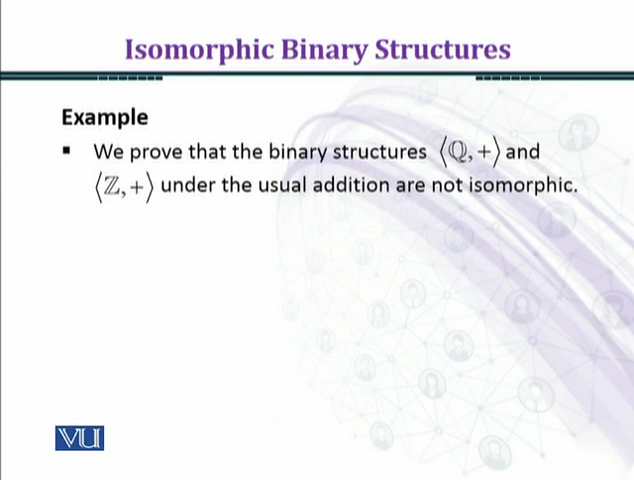 Isomorphic Binary Structures
Example
▪ We prove that the binary structures ⟨ℚ,+⟩ and
⟨ℤ,+⟩ under the usual addition are not isomorphic.
VU